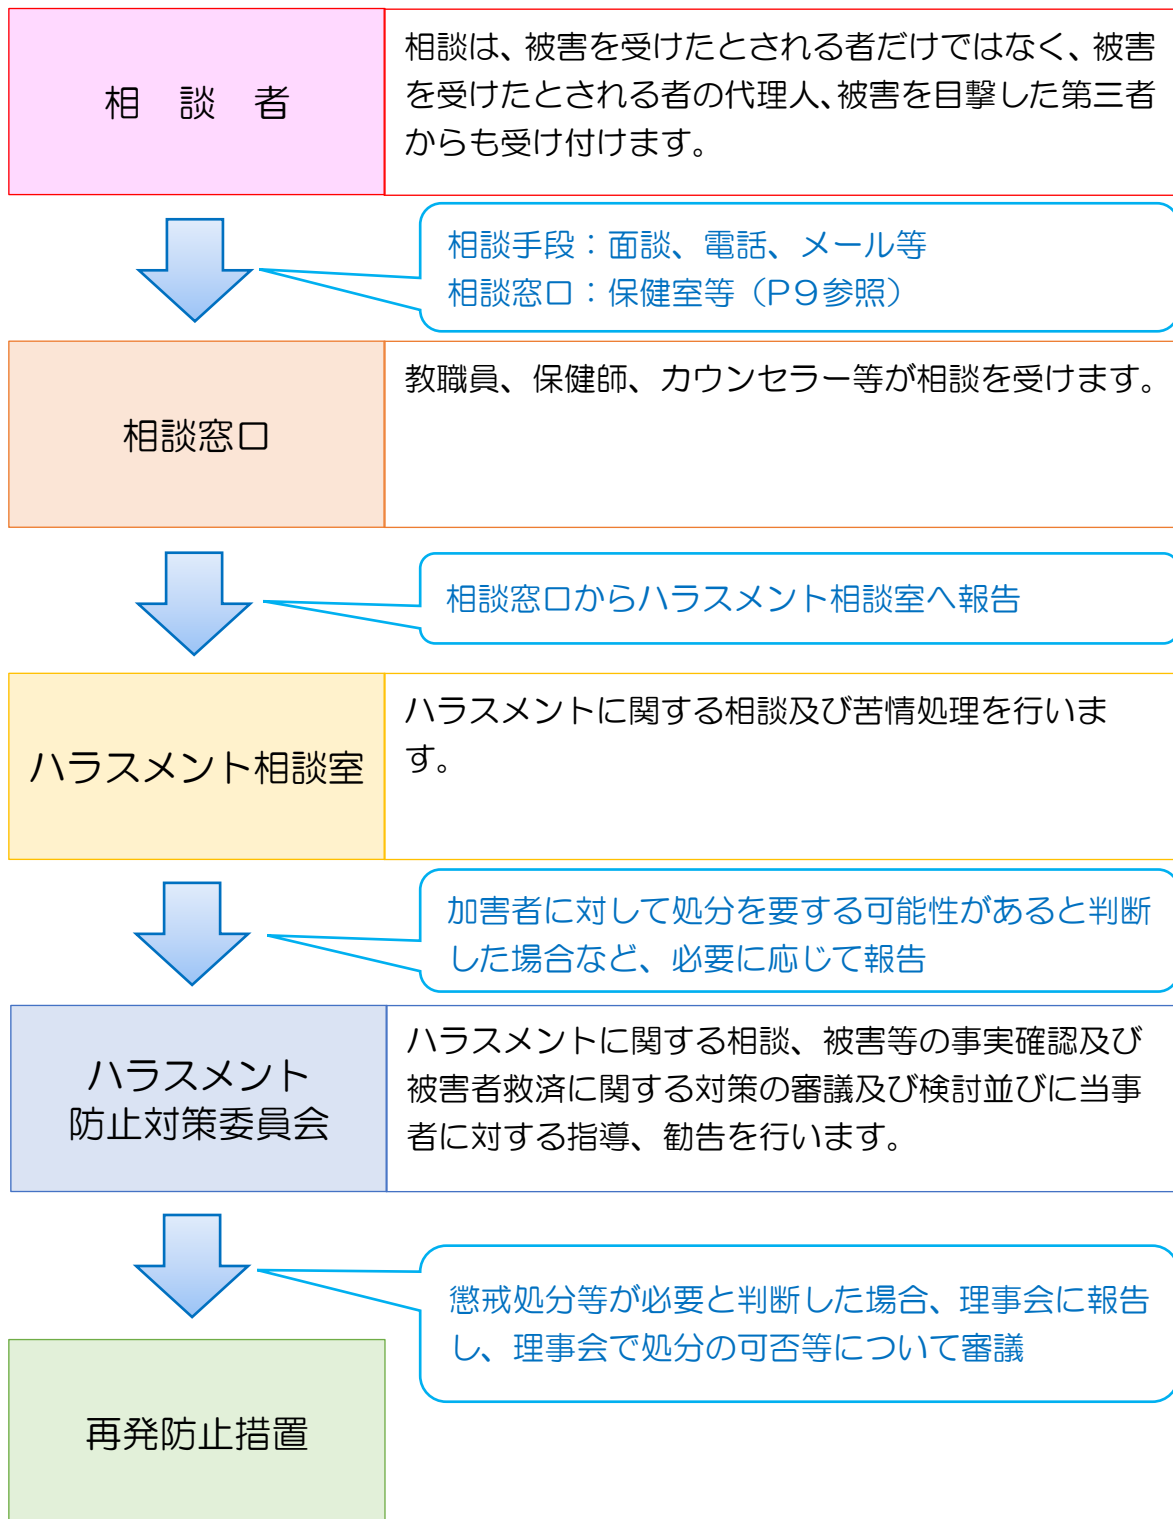 相　談　者
相談は、被害を受けたとされる者だけではなく、被害
を受けたとされる者の代理人、被害を目撃した第三者
からも受け付けます。
相談手段：面談、電話、メール等
相談窓口：保健室等（P９参照）
相談窓口
教職員、保健師、カウンセラー等が相談を受けます。
相談窓口からハラスメント相談室へ報告
ハラスメント相談室
ハラスメントに関する相談及び苦情処理を行いま
す。
加害者に対して処分を要する可能性があると判断
した場合など、必要に応じて報告
ハラスメント
防止対策委員会
ハラスメントに関する相談、被害等の事実確認及び
被害者救済に関する対策の審議及び検討並びに当事
者に対する指導、勧告を行います。
懲戒処分等が必要と判断した場合、理事会に報告
し、理事会で処分の可否等について審議
再発防止措置